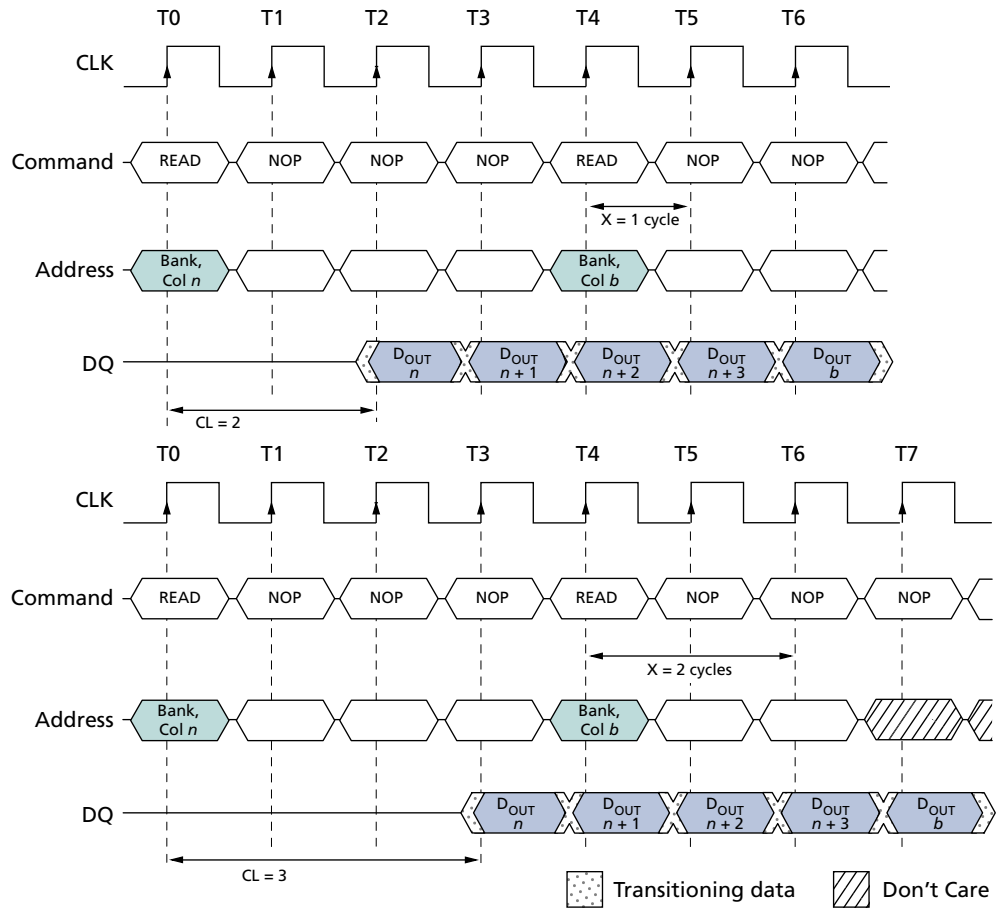 T0 T1 T2 T3 T4 T5 T6
CLK
Command READ NOP NOP NOP READ NOP NOP
X = 1 cycle
Address Bank, Col n Bank, Col b
DQ DOUT n DOUT n + 1 DOUT n + 2 DOUT n + 3 DOUT b
CL = 2
T0 T1 T2 T3 T4 T5 T6 T7
CLK
Command READ NOP NOP NOP READ NOP NOP NOP
X = 2 cycles
Address Bank, Col n Bank, Col b
DQ DOUT n DOUT n + 1 DOUT n + 2 DOUT n + 3 DOUT b
CL = 3
Transitioning data Don't Care